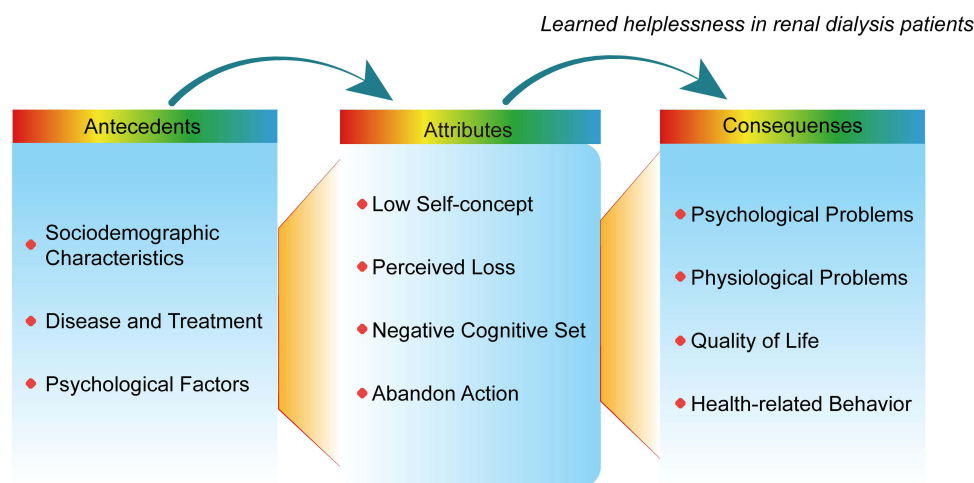 Learned helplessness in renal dialysis patients
Antecedents
Sociodemographic
Characteristics
Disease and Treatment
Psychological Factors
Attributes
Low Self-concept
Perceived Loss
Negative Cognitive Set
Abandon Action
Consequenses
Psychological Problems
Physiological Problems
Quality of Life
Health-related Behavior